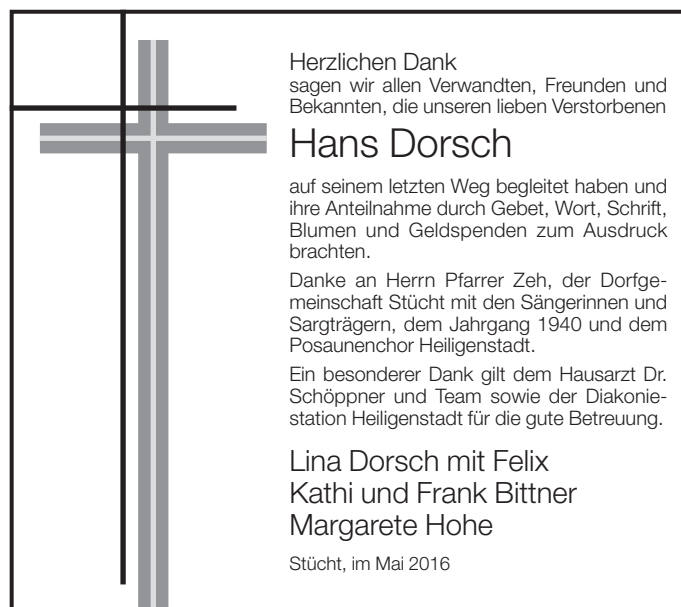 Herzlichen Dank
sagen wir allen Verwandten, Freunden und
Bekannten, die unseren lieben Verstorbenen
Hans Dorsch
auf seinem letzten Weg begleitet haben und
ihre Anteilnahme durch Gebet, Wort, Schrift,
Blumen und Geldspenden zum Ausdruck
brachten.
Danke an Herrn Pfarrer Zeh, der Dorfge-
meinschaft Stücht mit den Sängerinnen und
Sargträgern, dem Jahrgang 1940 und dem
Posaunenchor Heiligenstadt.
Ein besonderer Dank gilt dem Hausarzt Dr.
Schöppner und Team sowie der Diakonie-
station Heiligenstadt für die gute Betreuung.
Lina Dorsch mit Felix
Kathi und Frank Bittner
Margarete Hohe
Stücht, im Mai 2016